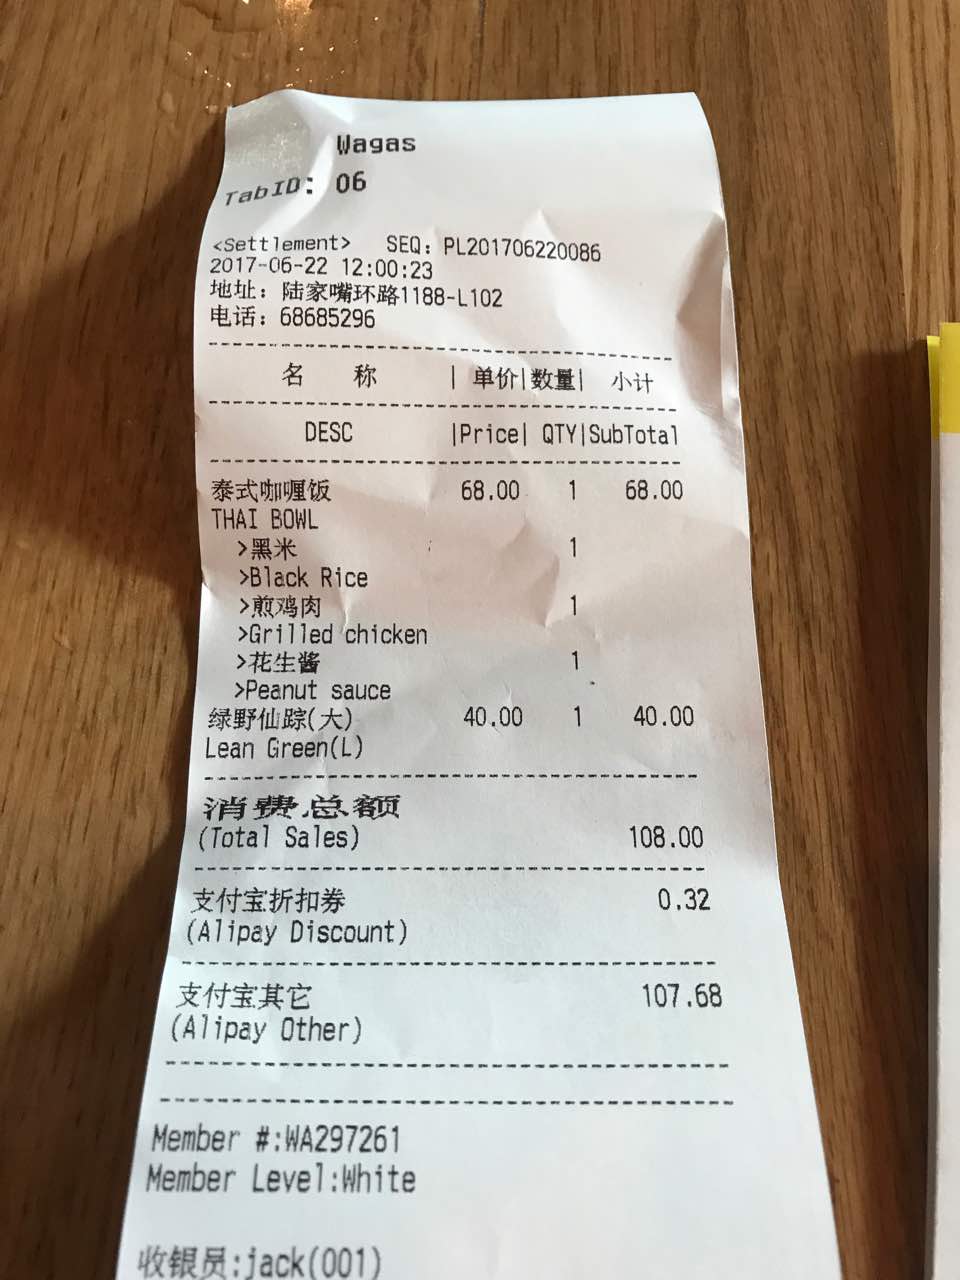 Wagas
TabID: 06
<Settlement> SEQ: PL201706220086
2017-06-22 12:00:23
地址: 陆家嘴环路1188-L102
电话: 68685296
名 称 | 单价|数量| 小计
DESC |Price| QTY|SubTotal
泰式咖喱饭 68.00 1 68.00
THAI BOWL
>黑米 1
>Black Rice
>煎鸡肉 1
>Grilled chicken
>花生酱 1
>Peanut sauce
绿野仙踪(大) 40.00 1 40.00
Lean Green(L)
消费总额
(Total Sales) 108.00
支付宝折扣券 0.32
(Alipay Discount)
支付宝其它 107.68
(Alipay Other)
Member #:WA297261
Member Level:White
收银员:jack(001)